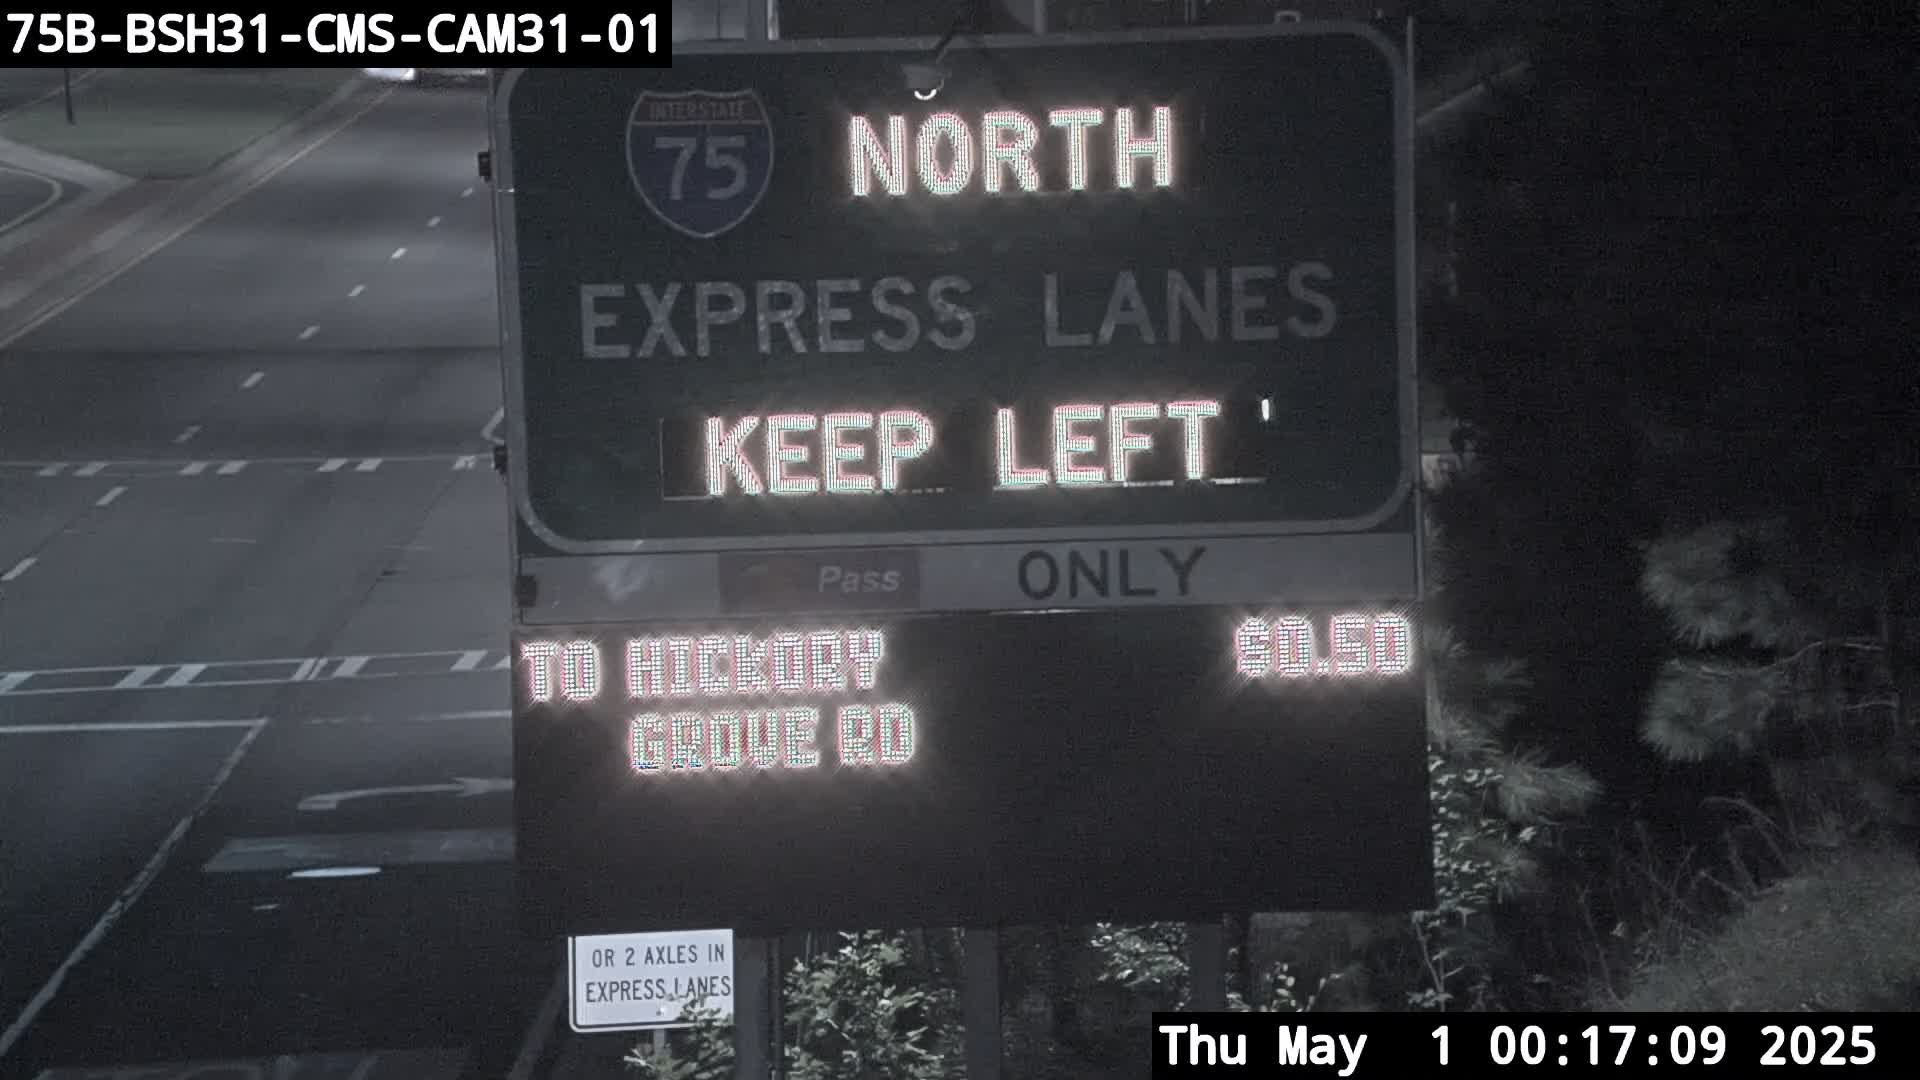 75B-BSH31-CMS-CAM31-01
INTERSTATE
75
NORTH
EXPRESS LANES
KEEP LEFT
Pass ONLY
TO HICKORY $0.50
GROVE RD
OR 2 AXLES IN
EXPRESS LANES
Thu May 1 00:17:09 2025